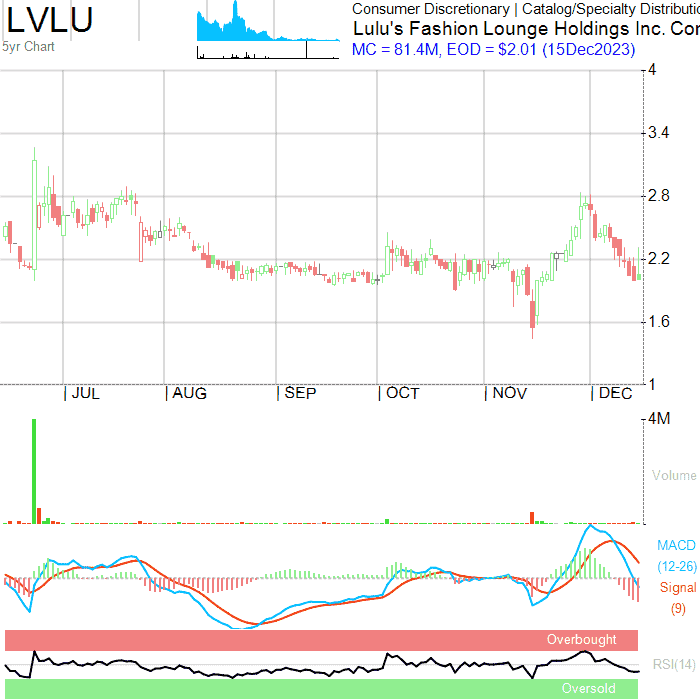 LVLU
5yr Chart
Consumer Discretionary | Catalog/Specialty Distributio
Lulu's Fashion Lounge Holdings Inc. Cor
MC = 81.4M, EOD = $2.01 (15Dec2023)
4
3.4
2.8
2.2
1.6
1
| JUL | AUG | SEP | OCT | NOV | DEC
4M
Volume
MACD
(12-26)
Signal
(9)
Overbought
RSI(14)
Oversold